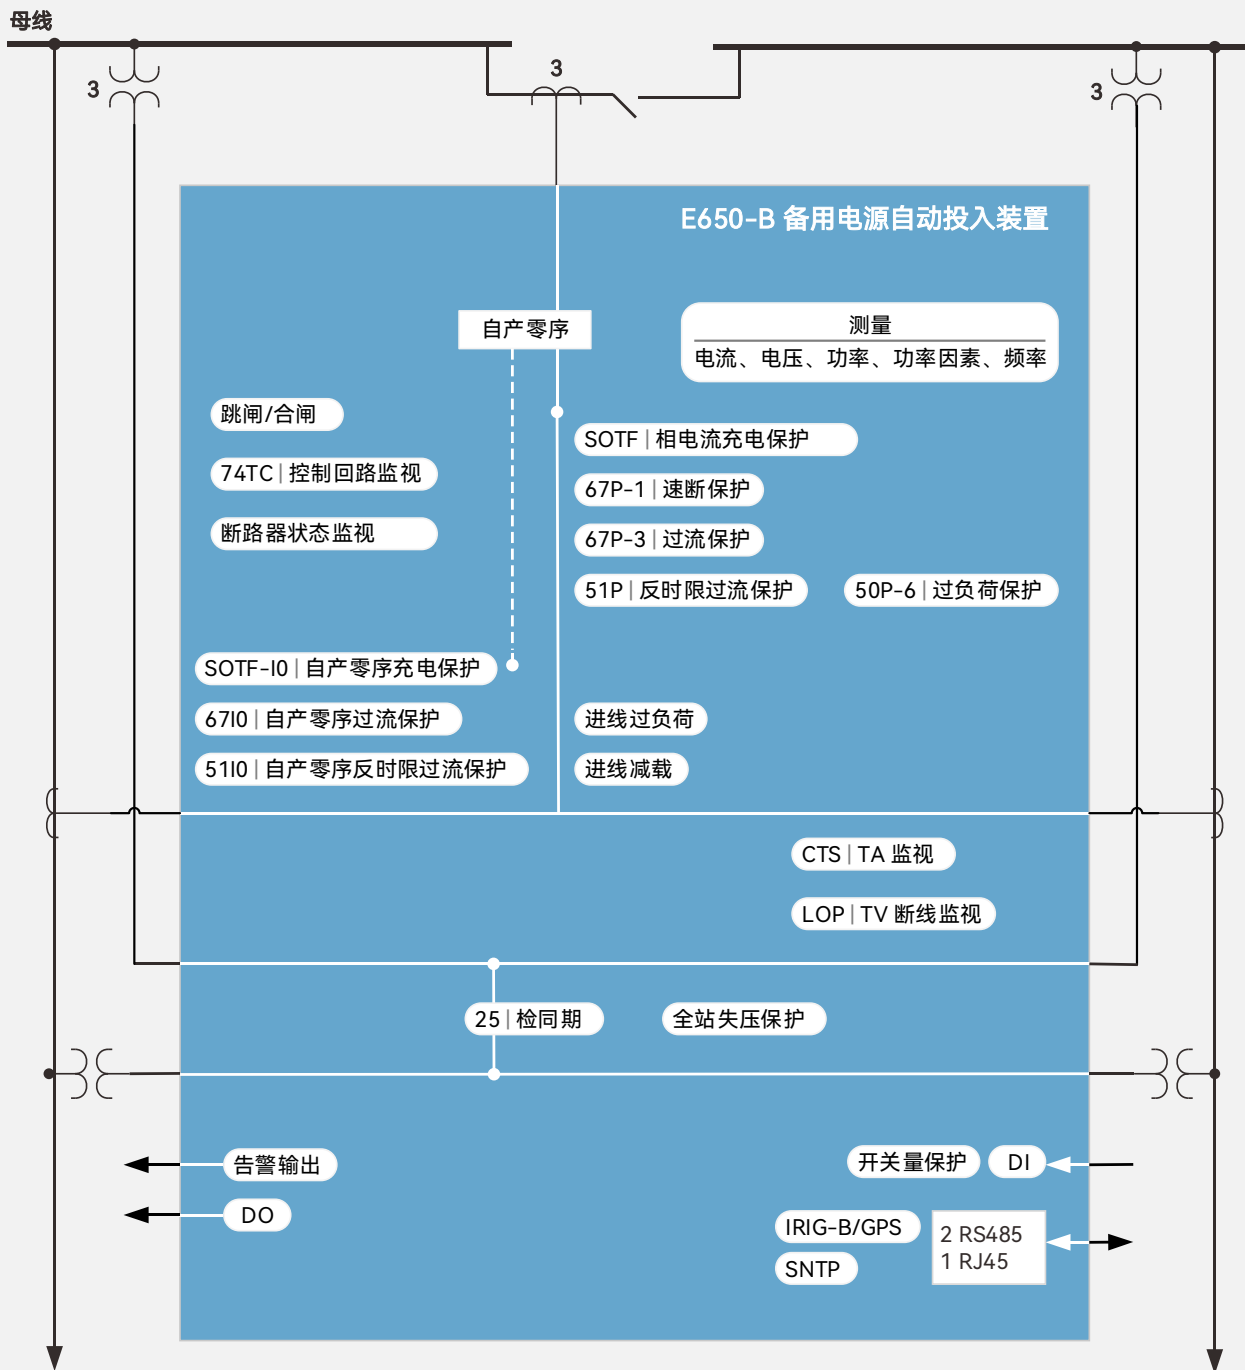 母线
3
3
3
E650-B 备用电源自动投入装置
自产零序
测量
电流、电压、功率、功率因素、频率
跳闸/合闸
SOTF | 相电流充电保护
74TC | 控制回路监视
67P-1 | 速断保护
断路器状态监视
67P-3 | 过流保护
51P | 反时限过流保护
50P-6 | 过负荷保护
SOTF-I0 | 自产零序充电保护
67I0 | 自产零序过流保护
进线过负荷
51I0 | 自产零序反时限过流保护
进线减载
CTS | TA 监视
LOP | TV 断线监视
25 | 检同期
全站失压保护
告警输出
开关量保护
DI
DO
IRIG-B/GPS
2 RS485
1 RJ45
SNTP